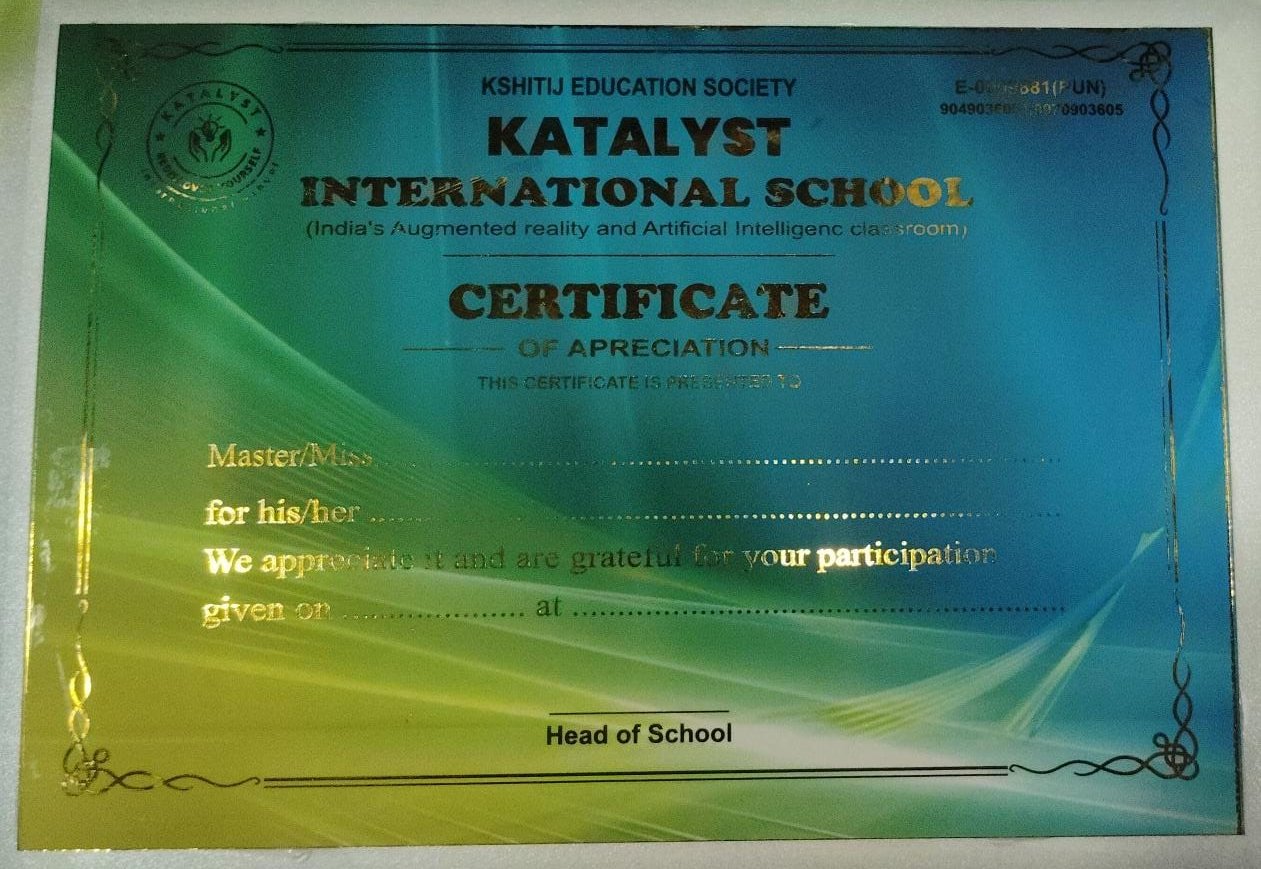 KSHITIJ EDUCATION SOCIETY
KATALYST
INTERNATIONAL SCHOOL
(India's Augmented reality and Artificial Intelligenc classroom)
CERTIFICATE
OF APRECIATION
THIS CERTIFICATE IS PRESENTED TO
KATALYST
YOURSELF
(PUN)
Master/Miss
for his/her
We appreciate it and are grateful for your participation
given on .................. at ..................
Head of School